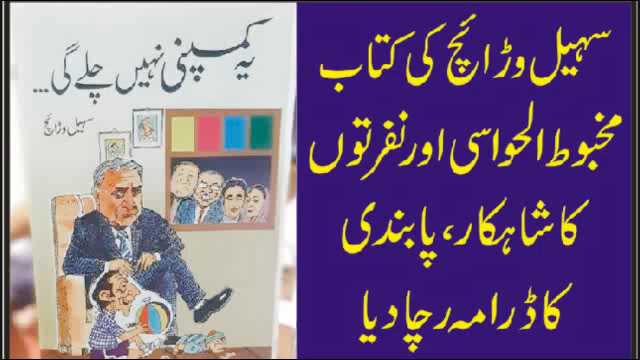 یہ کمپنی نہیں چلے گی...
سہیل وڑائچ
سہیل وڑائچ کی کتاب
مخبوط الحواسی اور نفرتوں
کا شاہکار، پابندی
کا ڈرامہ رچا دیا